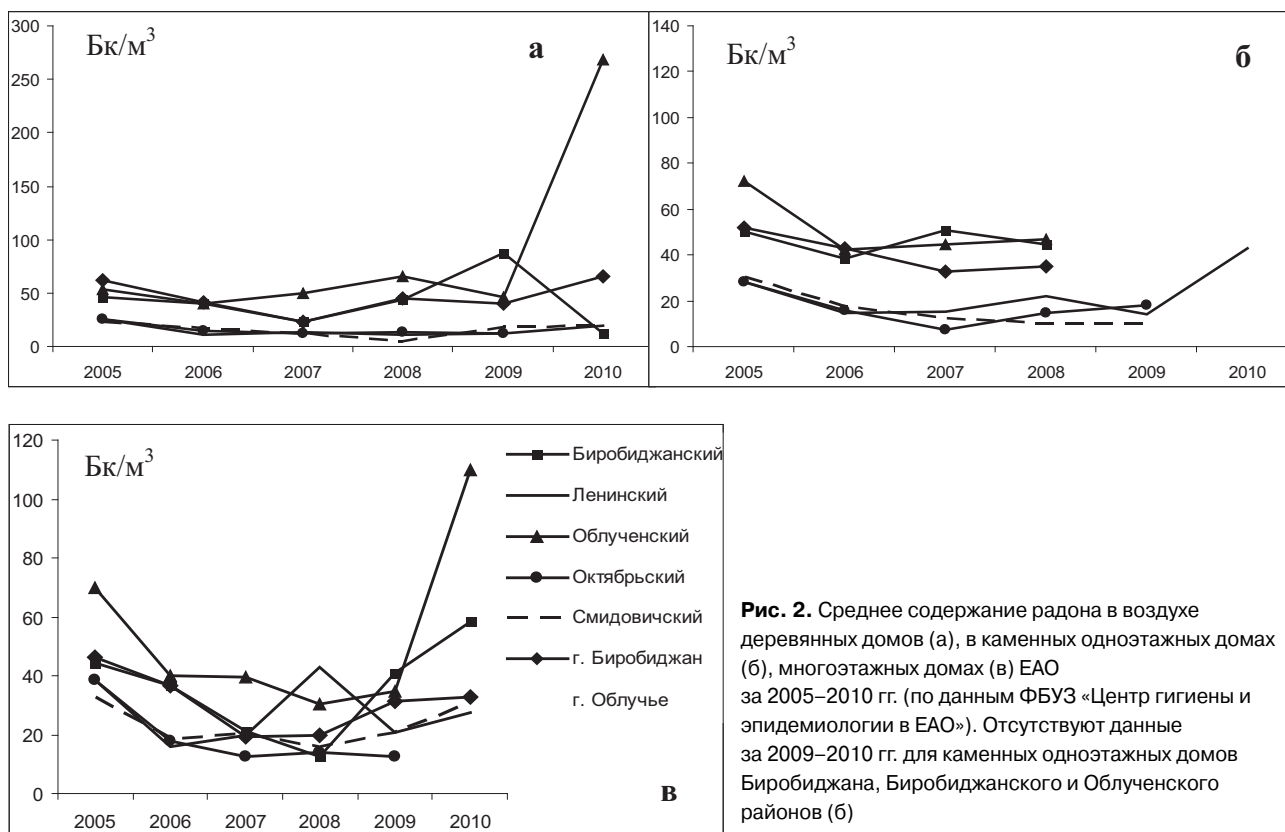 Бк/м³
а
300
250
200
150
100
50
0
2005 2006 2007 2008 2009 2010
Бк/м³
б
140
120
100
80
60
40
20
0
2005 2006 2007 2008 2009 2010
Бк/м³
в
120
100
80
60
40
20
0
2005 2006 2007 2008 2009 2010
Биробиджанский
Ленинский
Облученский
Октябрьский
Смидовичский
г. Биробиджан
г. Облучье
Рис. 2. Среднее содержание радона в воздухе
деревянных домов (а), в каменных одноэтажных домах
(б), многоэтажных домах (в) ЕАО
за 2005–2010 гг. (по данным ФБУЗ «Центр гигиены и
эпидемиологии в ЕАО»). Отсутствуют данные
за 2009–2010 гг. для каменных одноэтажных домов
Биробиджана, Биробиджанского и Облученского
районов (б)